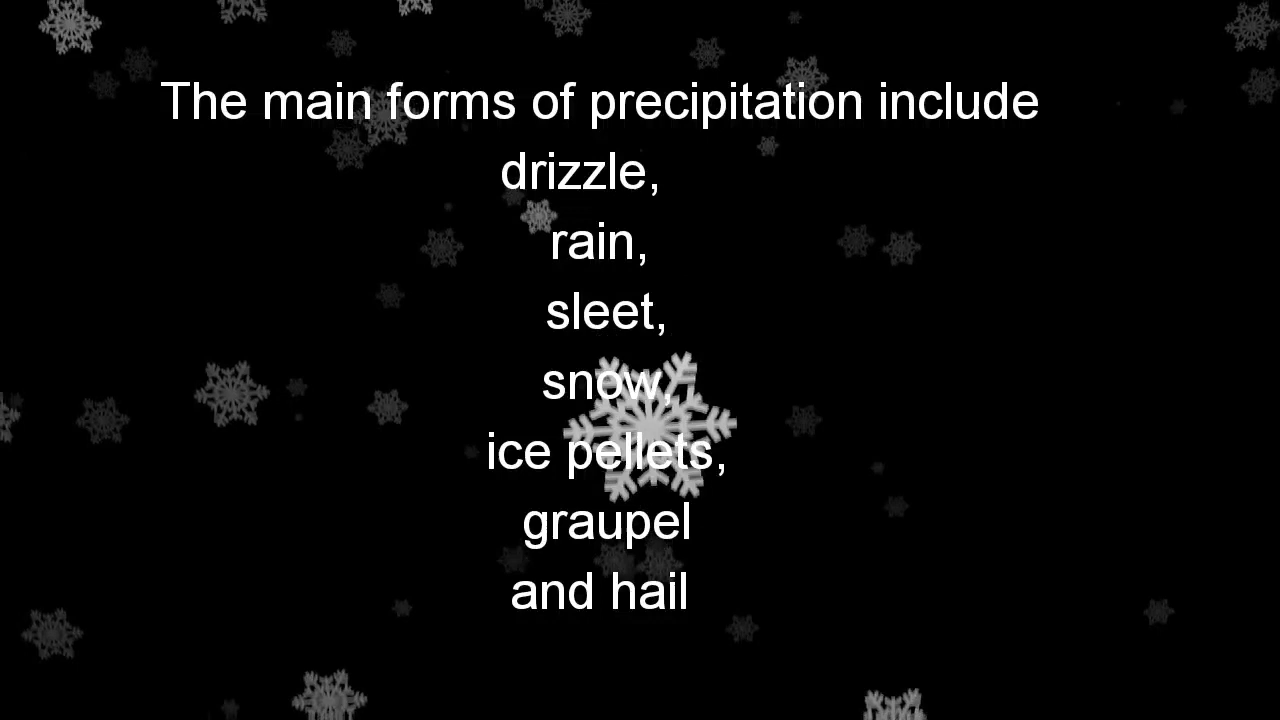 The main forms of precipitation include
drizzle,
rain,
sleet,
snow,
ice pellets,
graupel
and hail